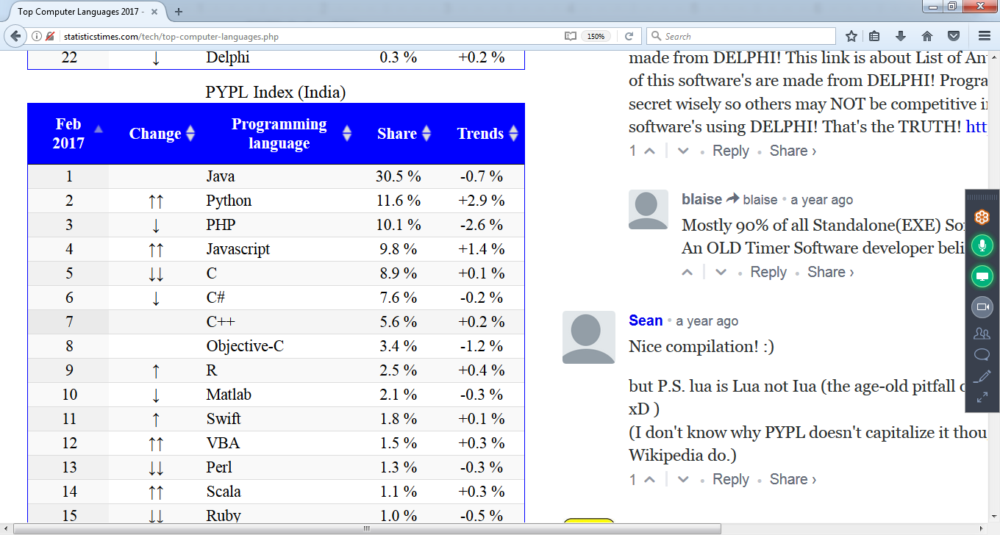 Top Computer Languages 2017 -
statisticstimes.com/tech/top-computer-languages.php 150% Search
22 ↓ Delphi 0.3 % +0.2 %
PYPL Index (India)
Feb 2017 Change Programming language Share Trends
1 Java 30.5 % -0.7 %
2 ↑↑ Python 11.6 % +2.9 %
3 ↓ PHP 10.1 % -2.6 %
4 ↑↑ Javascript 9.8 % +1.4 %
5 ↓↓ C 8.9 % +0.1 %
6 ↓ C# 7.6 % -0.2 %
7 C++ 5.6 % +0.2 %
8 Objective-C 3.4 % -1.2 %
9 ↑ R 2.5 % +0.4 %
10 ↓ Matlab 2.1 % -0.3 %
11 ↑ Swift 1.8 % +0.1 %
12 ↑↑ VBA 1.5 % +0.3 %
13 ↓↓ Perl 1.3 % -0.3 %
14 ↑↑ Scala 1.1 % +0.3 %
15 ↓↓ Ruby 1.0 % -0.5 %
made from DELPHI! This link is about List of
of this software's are made from DELPHI!
secret wisely so others may NOT be competitive
software's using DELPHI! That's the TRUTH!
1 • Reply • Share ›
blaise blaise • a year ago
Mostly 90% of all Standalone(EXE)
An OLD Timer Software developer
• Reply • Share ›
Sean • a year ago
Nice compilation! :)
but P.S. lua is Lua not Iua (the age-old pitfall
xD )
(I don't know why PYPL doesn't capitalize it
Wikipedia do.)
1 • Reply • Share ›